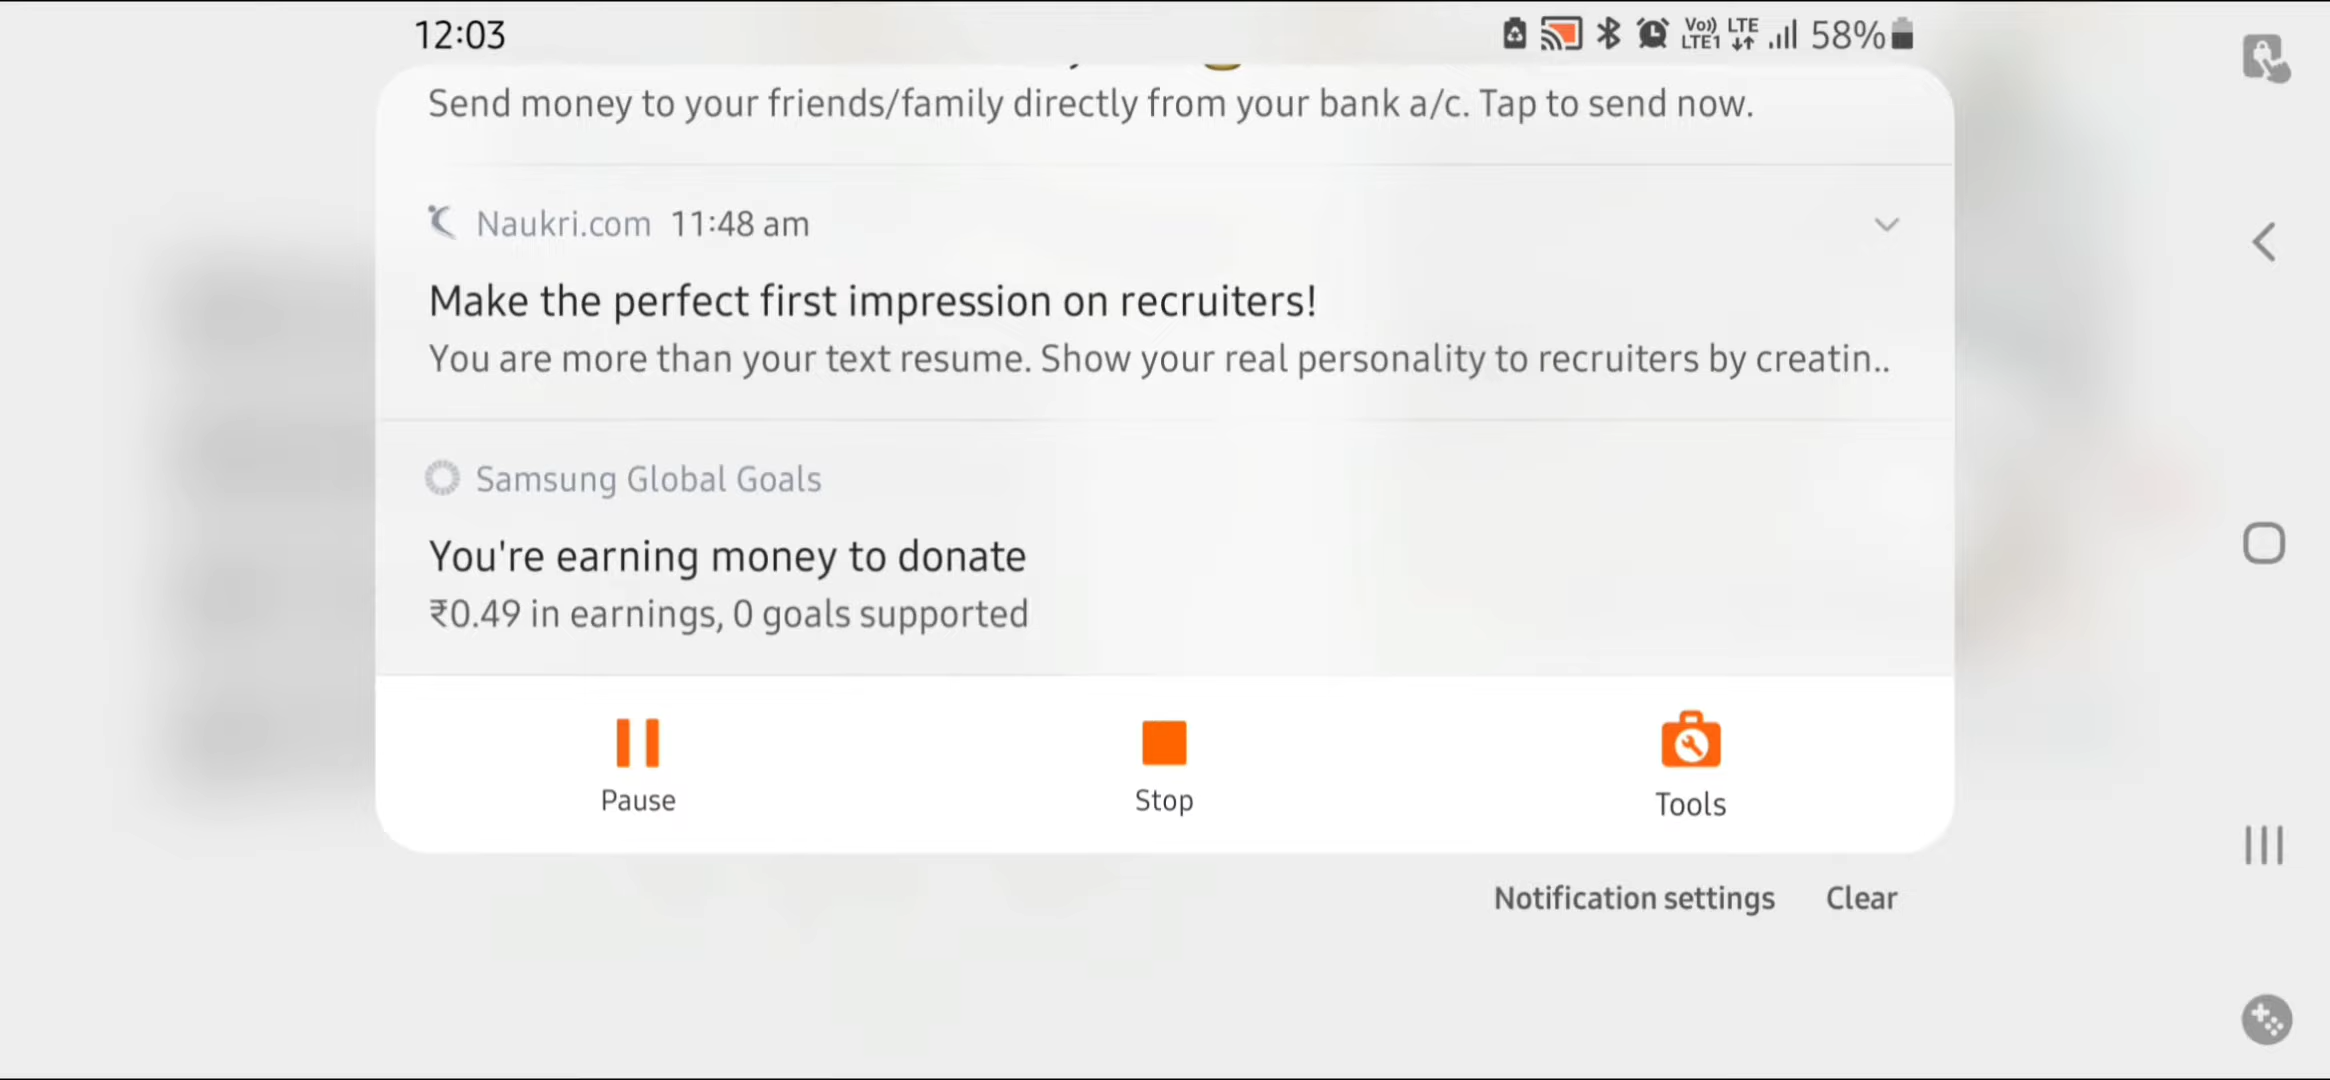 12:03
Vo)) LTE
LTE1
58%
Send money to your friends/family directly from your bank a/c. Tap to send now.
Naukri.com 11:48 am
Make the perfect first impression on recruiters!
You are more than your text resume. Show your real personality to recruiters by creatin..
Samsung Global Goals
You're earning money to donate
₹0.49 in earnings, 0 goals supported
Pause
Stop
Tools
Notification settings
Clear